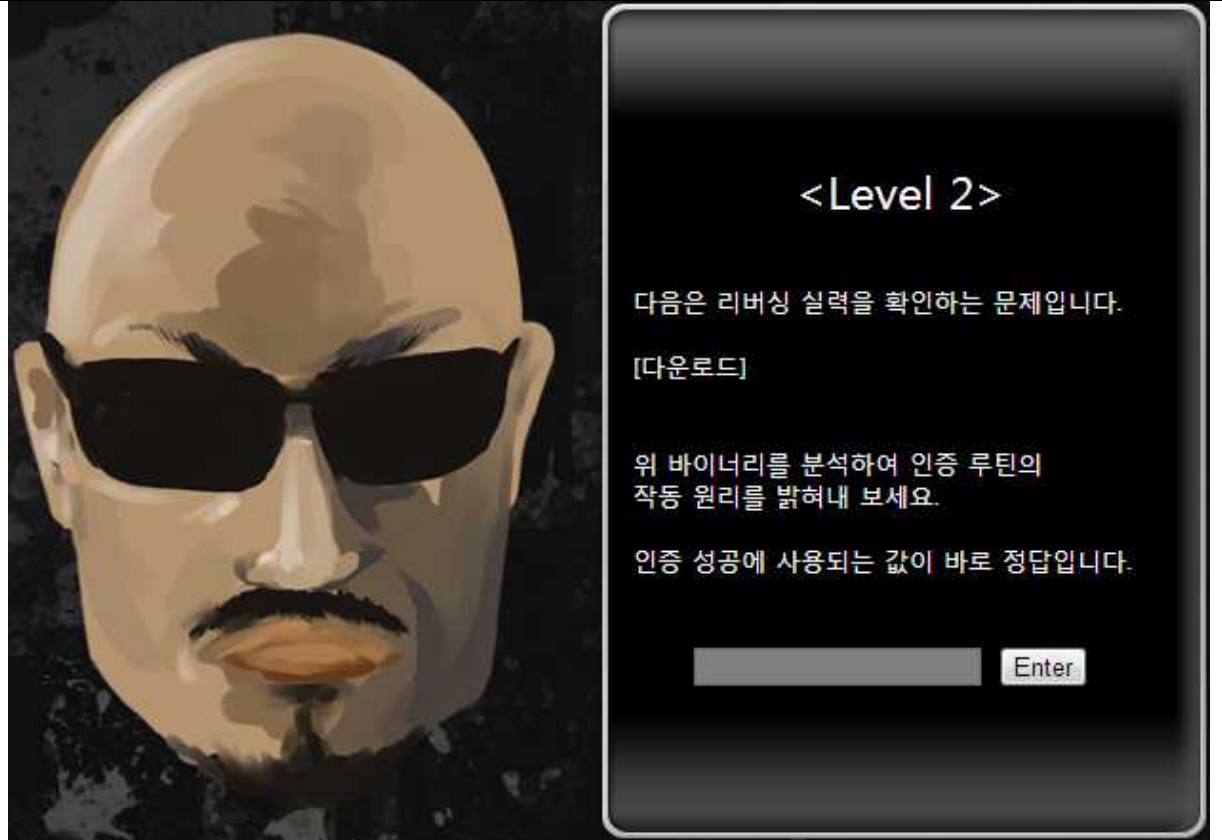 <Level 2>
다음은 리버싱 실력을 확인하는 문제입니다.
[다운로드]
위 바이너리를 분석하여 인증 루틴의
작동 원리를 밝혀내 보세요.
인증 성공에 사용되는 값이 바로 정답입니다.
Enter